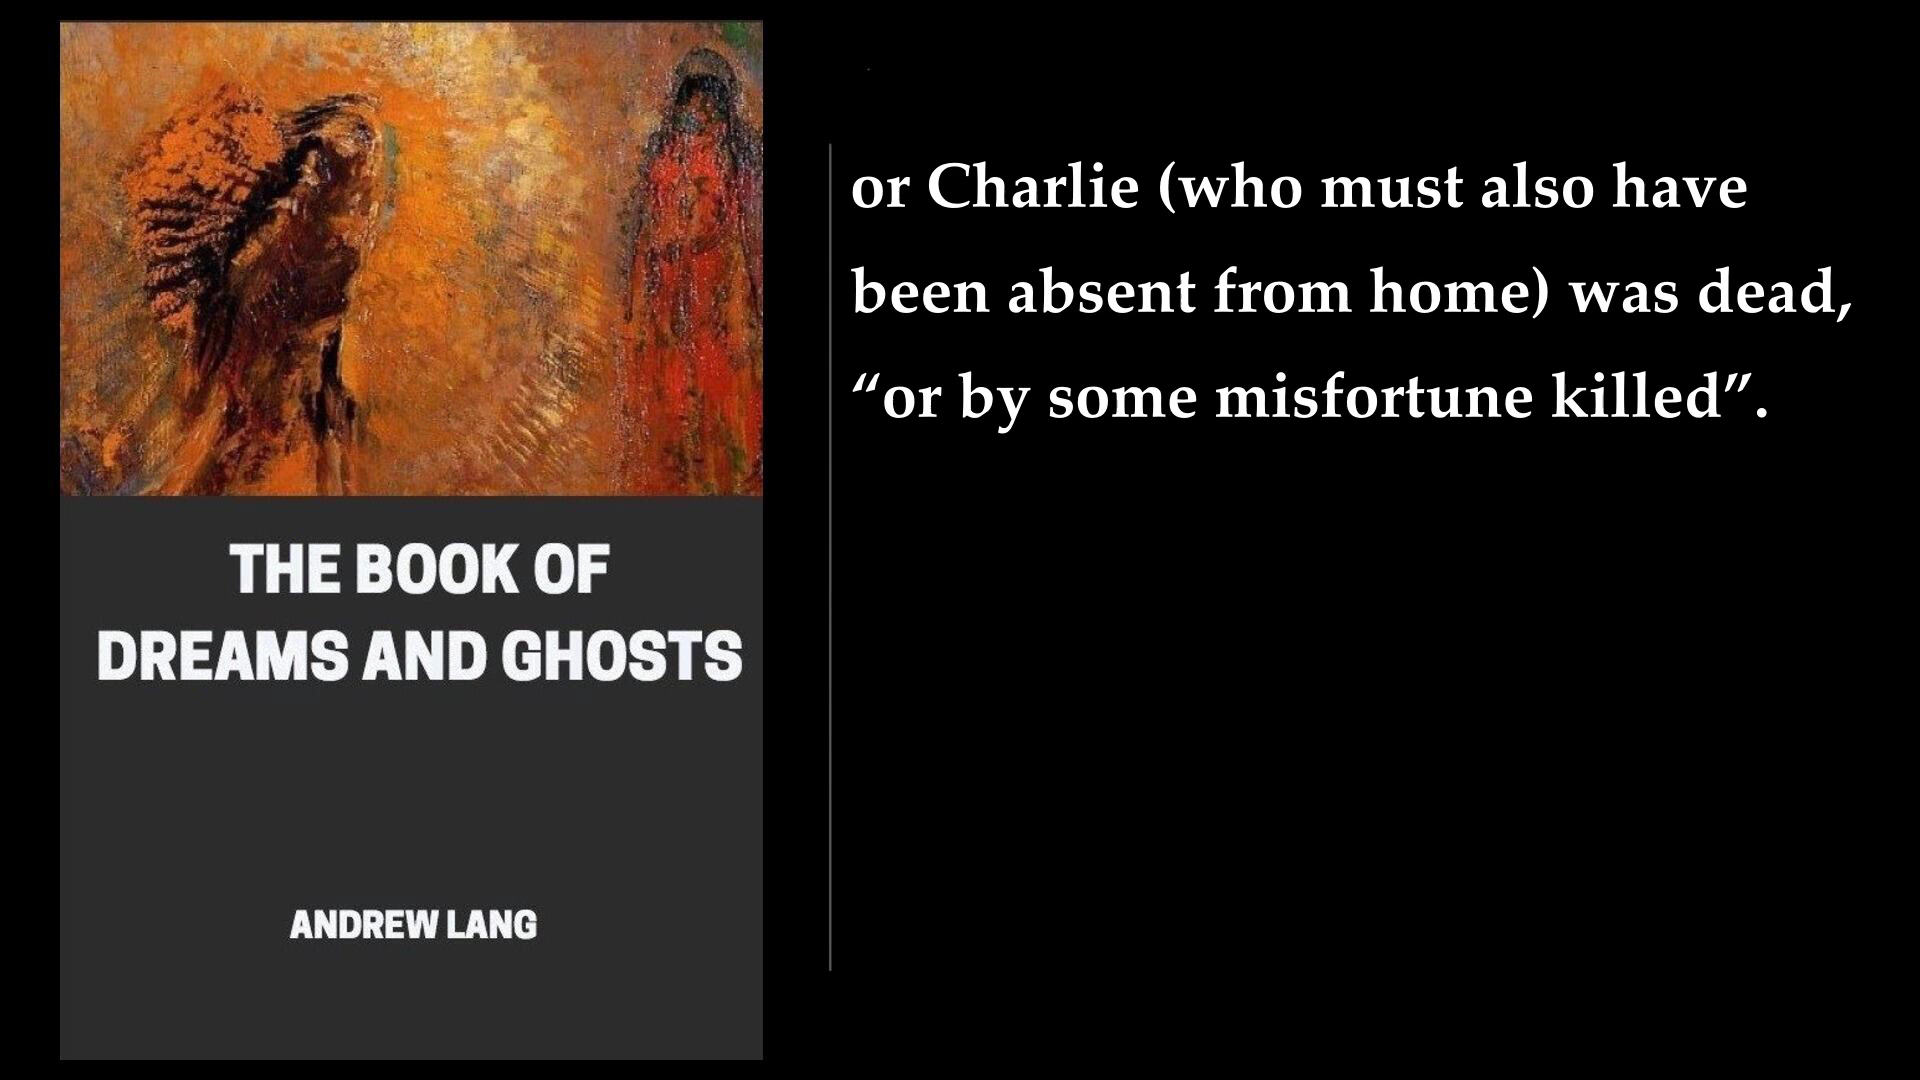 THE BOOK OF
DREAMS AND GHOSTS
ANDREW LANG
or Charlie (who must also have
been absent from home) was dead,
“or by some misfortune killed”.